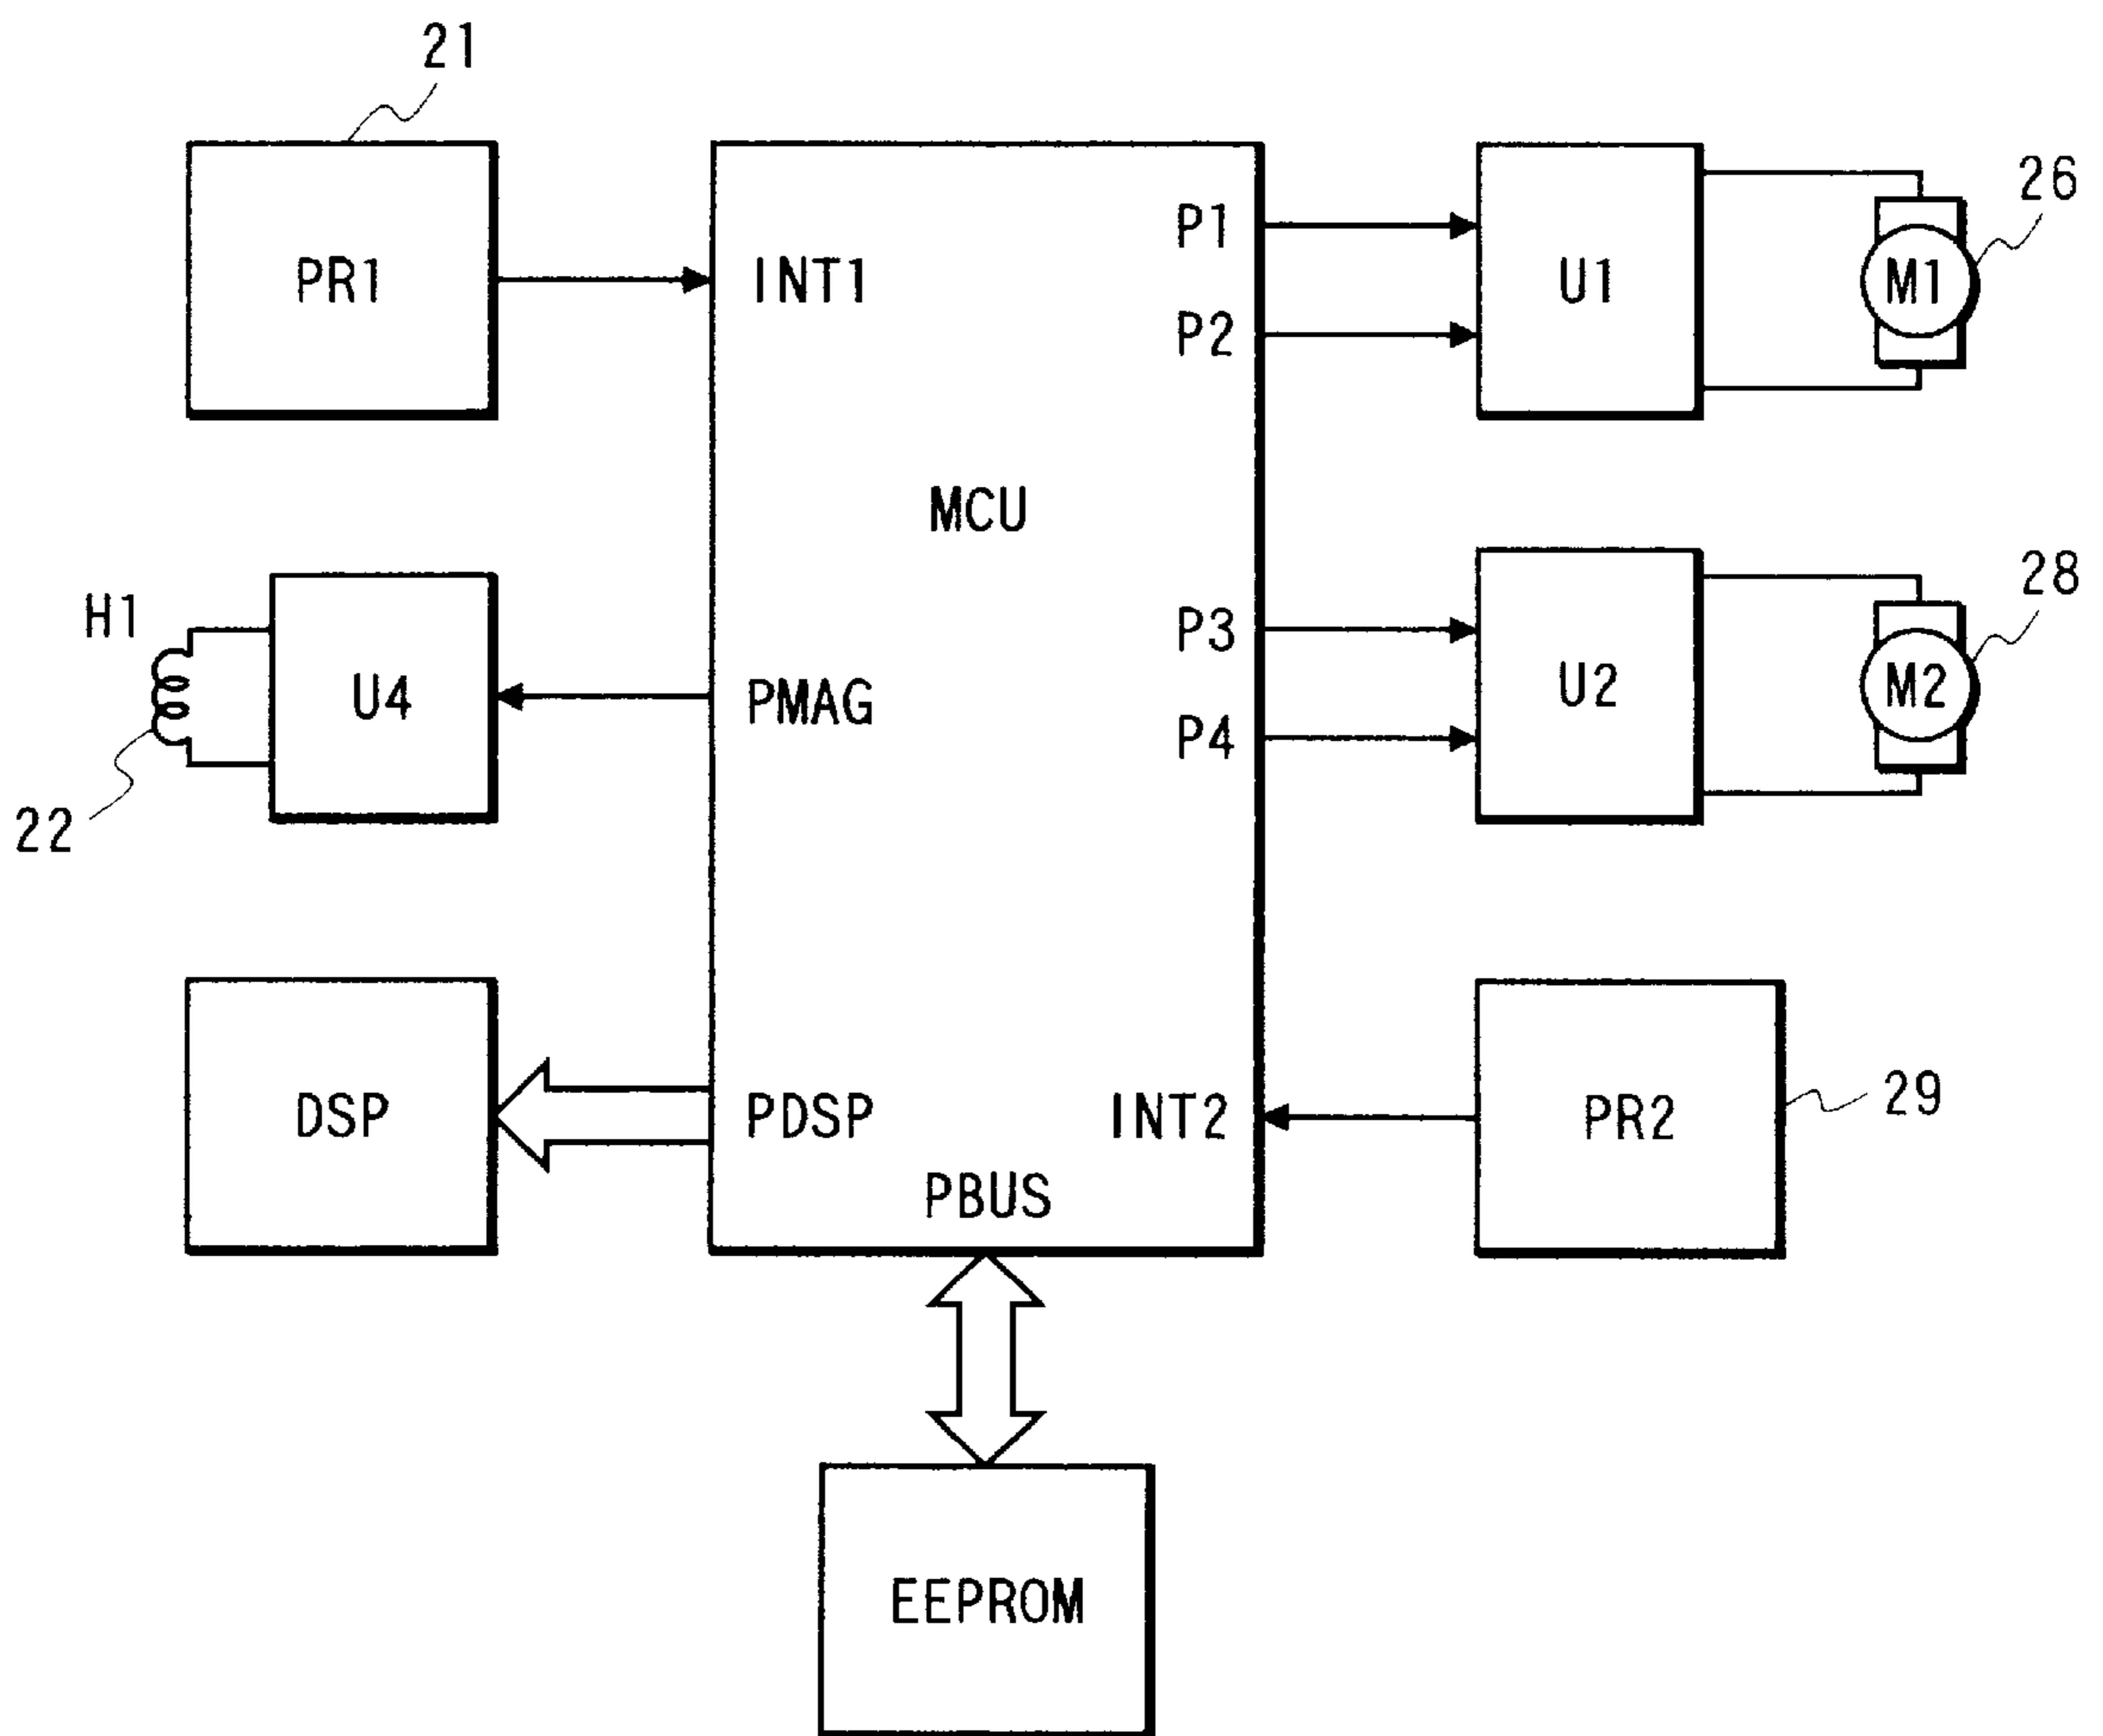 21
PR1
INT1
P1
P2
U1
M1
26
MCU
H1
U4
22
PMAG
P3
P4
U2
M2
28
DSP
PDSP
INT2
PR2
29
PBUS
EEPROM